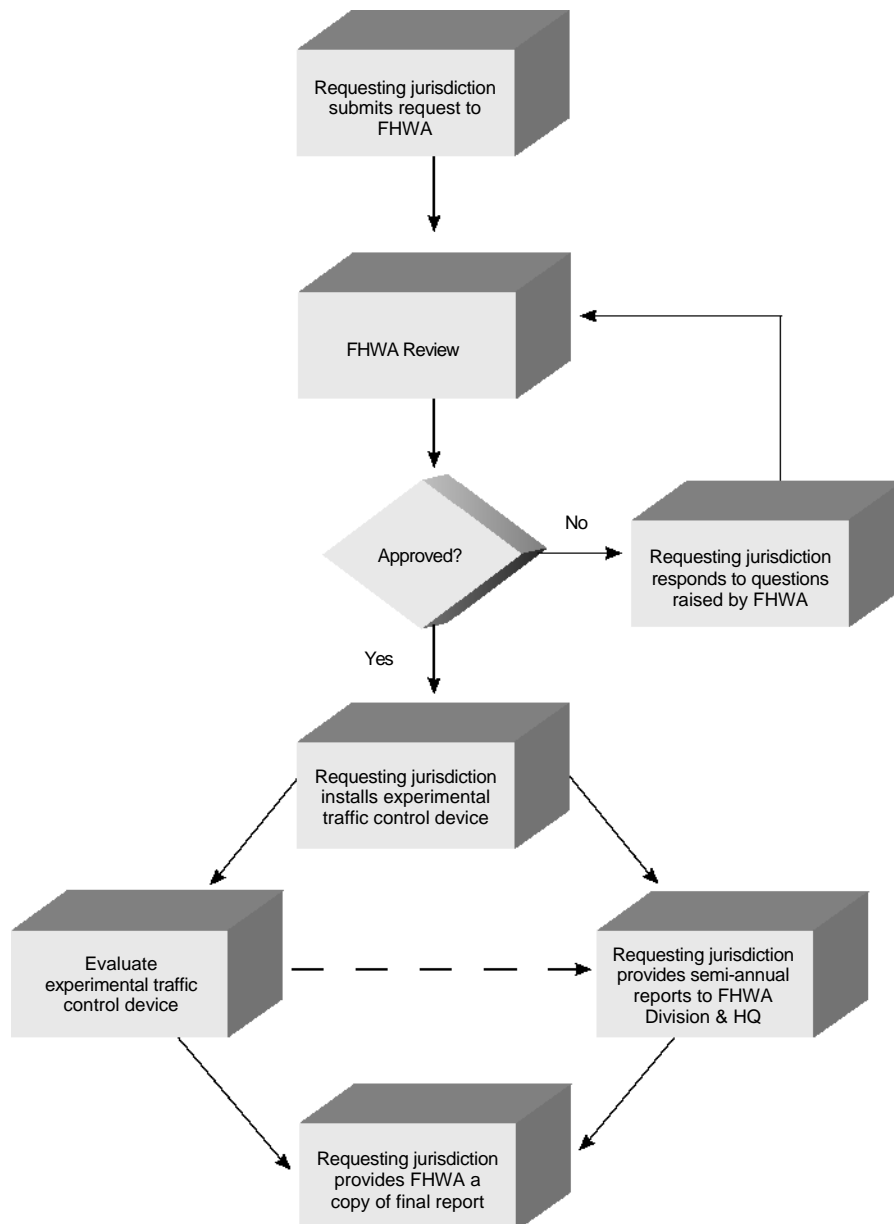 Requesting jurisdiction
submits request to
FHWA
FHWA Review
Approved?
No
Requesting jurisdiction
responds to questions
raised by FHWA
Yes
Requesting jurisdiction
installs experimental
traffic control device
Evaluate
experimental traffic
control device
Requesting jurisdiction
provides semi-annual
reports to FHWA
Division & HQ
Requesting jurisdiction
provides FHWA a
copy of final report